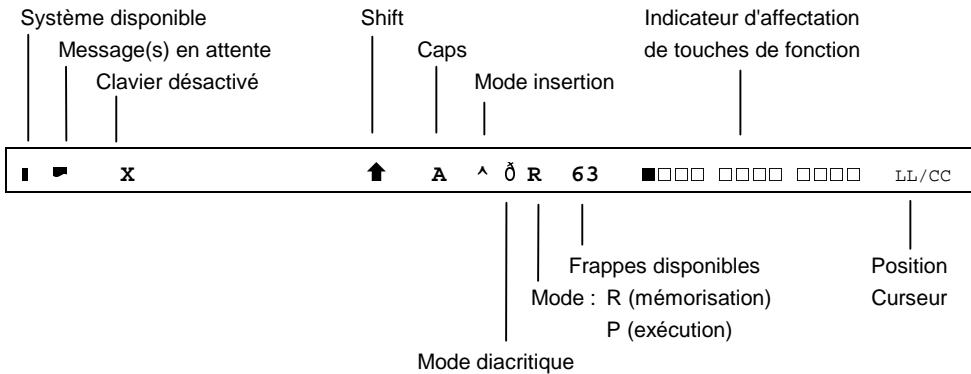 Système disponible
Shift
Indicateur d'affectation
de touches de fonction
Message(s) en attente
Caps
Clavier désactivé
Mode insertion
X A ^ ð R 63 LL/CC
Frappes disponibles
Position
Curseur
Mode : R (mémorisation)
P (exécution)
Mode diacritique